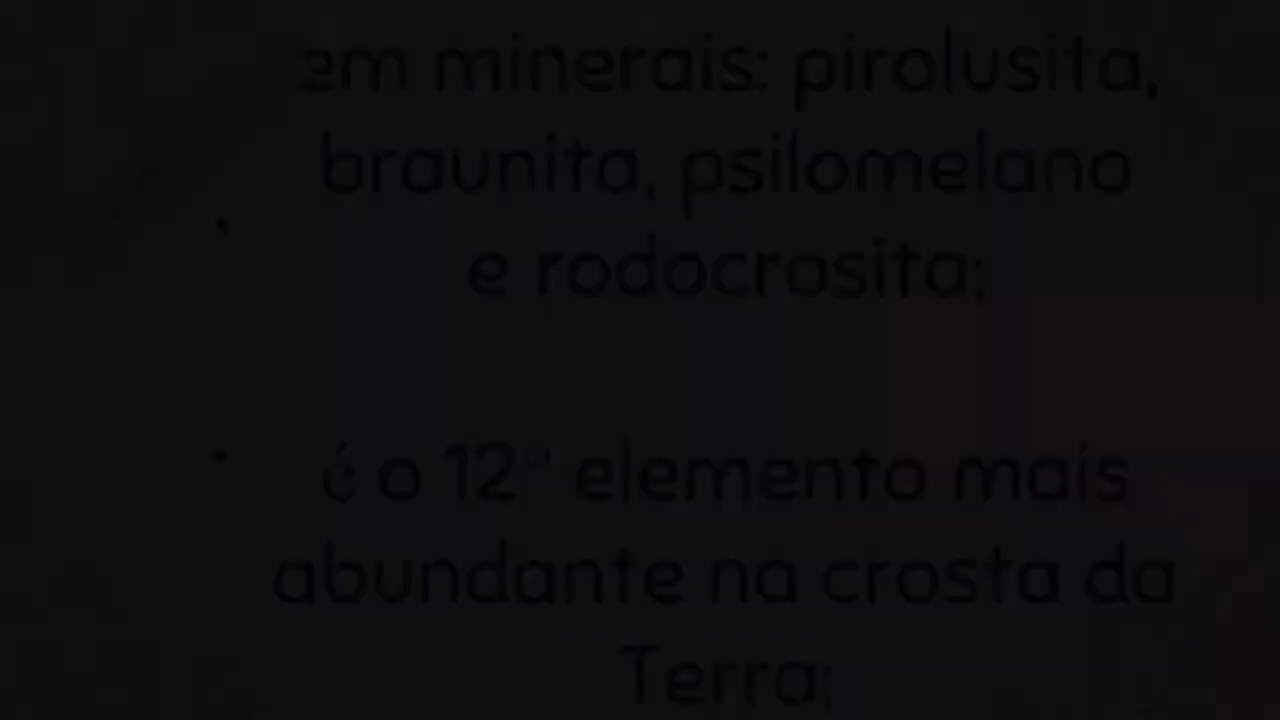 em minerais: pirolusita,
braunita, psilomelano
e rodocrosita;
é o 12º elemento mais
abundante na crosta da
Terra;